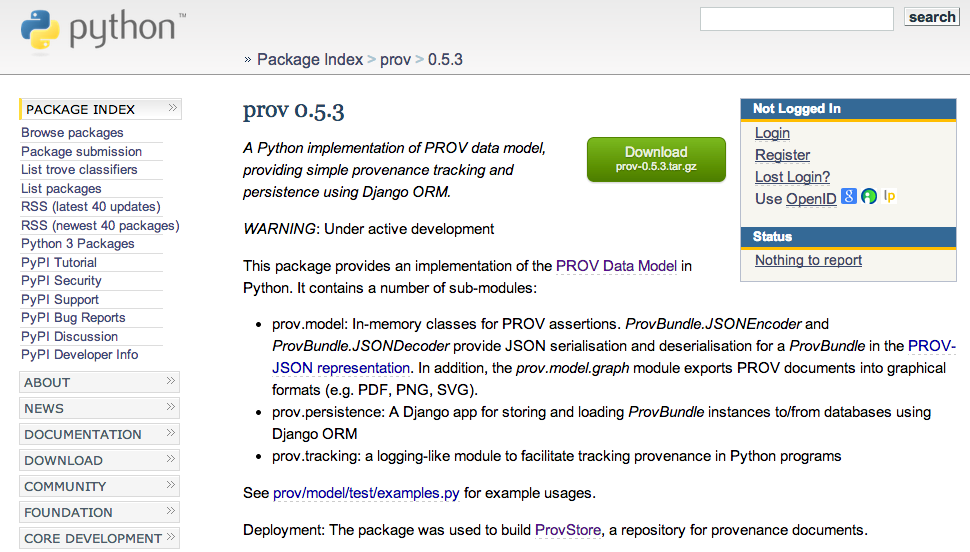 python™
search
» Package Index > prov > 0.5.3
PACKAGE INDEX »
Browse packages
Package submission
List trove classifiers
List packages
RSS (latest 40 updates)
RSS (newest 40 packages)
Python 3 Packages
PyPI Tutorial
PyPI Security
PyPI Support
PyPI Bug Reports
PyPI Discussion
PyPI Developer Info
ABOUT »
NEWS »
DOCUMENTATION »
DOWNLOAD »
COMMUNITY »
FOUNDATION »
CORE DEVELOPMENT »
prov 0.5.3
A Python implementation of PROV data model,
providing simple provenance tracking and
persistence using Django ORM.
Download
prov-0.5.3.tar.gz
WARNING: Under active development
This package provides an implementation of the PROV Data Model in
Python. It contains a number of sub-modules:
• prov.model: In-memory classes for PROV assertions. ProvBundle.JSONEncoder and
ProvBundle.JSONDecoder provide JSON serialisation and deserialisation for a ProvBundle in the PROV-
JSON representation. In addition, the prov.model.graph module exports PROV documents into graphical
formats (e.g. PDF, PNG, SVG).
• prov.persistence: A Django app for storing and loading ProvBundle instances to/from databases using
Django ORM
• prov.tracking: a logging-like module to facilitate tracking provenance in Python programs
See prov/model/test/examples.py for example usages.
Deployment: The package was used to build ProvStore, a repository for provenance documents.
Not Logged In
Login
Register
Lost Login?
Use OpenID g lp
Status
Nothing to report